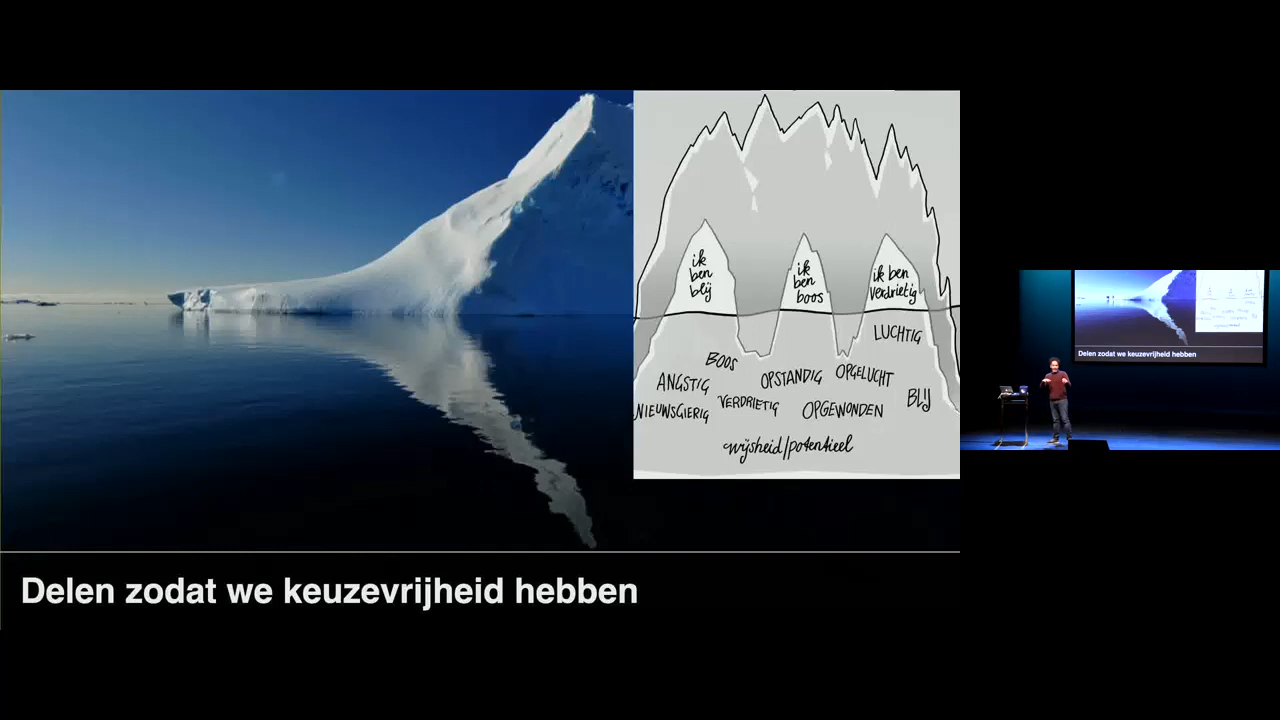 ik
ben
blij
ik
ben
boos
ik ben
verdrietig
LUCHTIG
BOOS
ANGSTIG
OPSTANDIG
OPGELUCHT
NIEUWSGIERIG
VERDRIETIG
OPGEWONDEN
BLIJ
wijsheid/potentieel
Delen zodat we keuzevrijheid hebben
Delen zodat we keuzevrijheid hebben